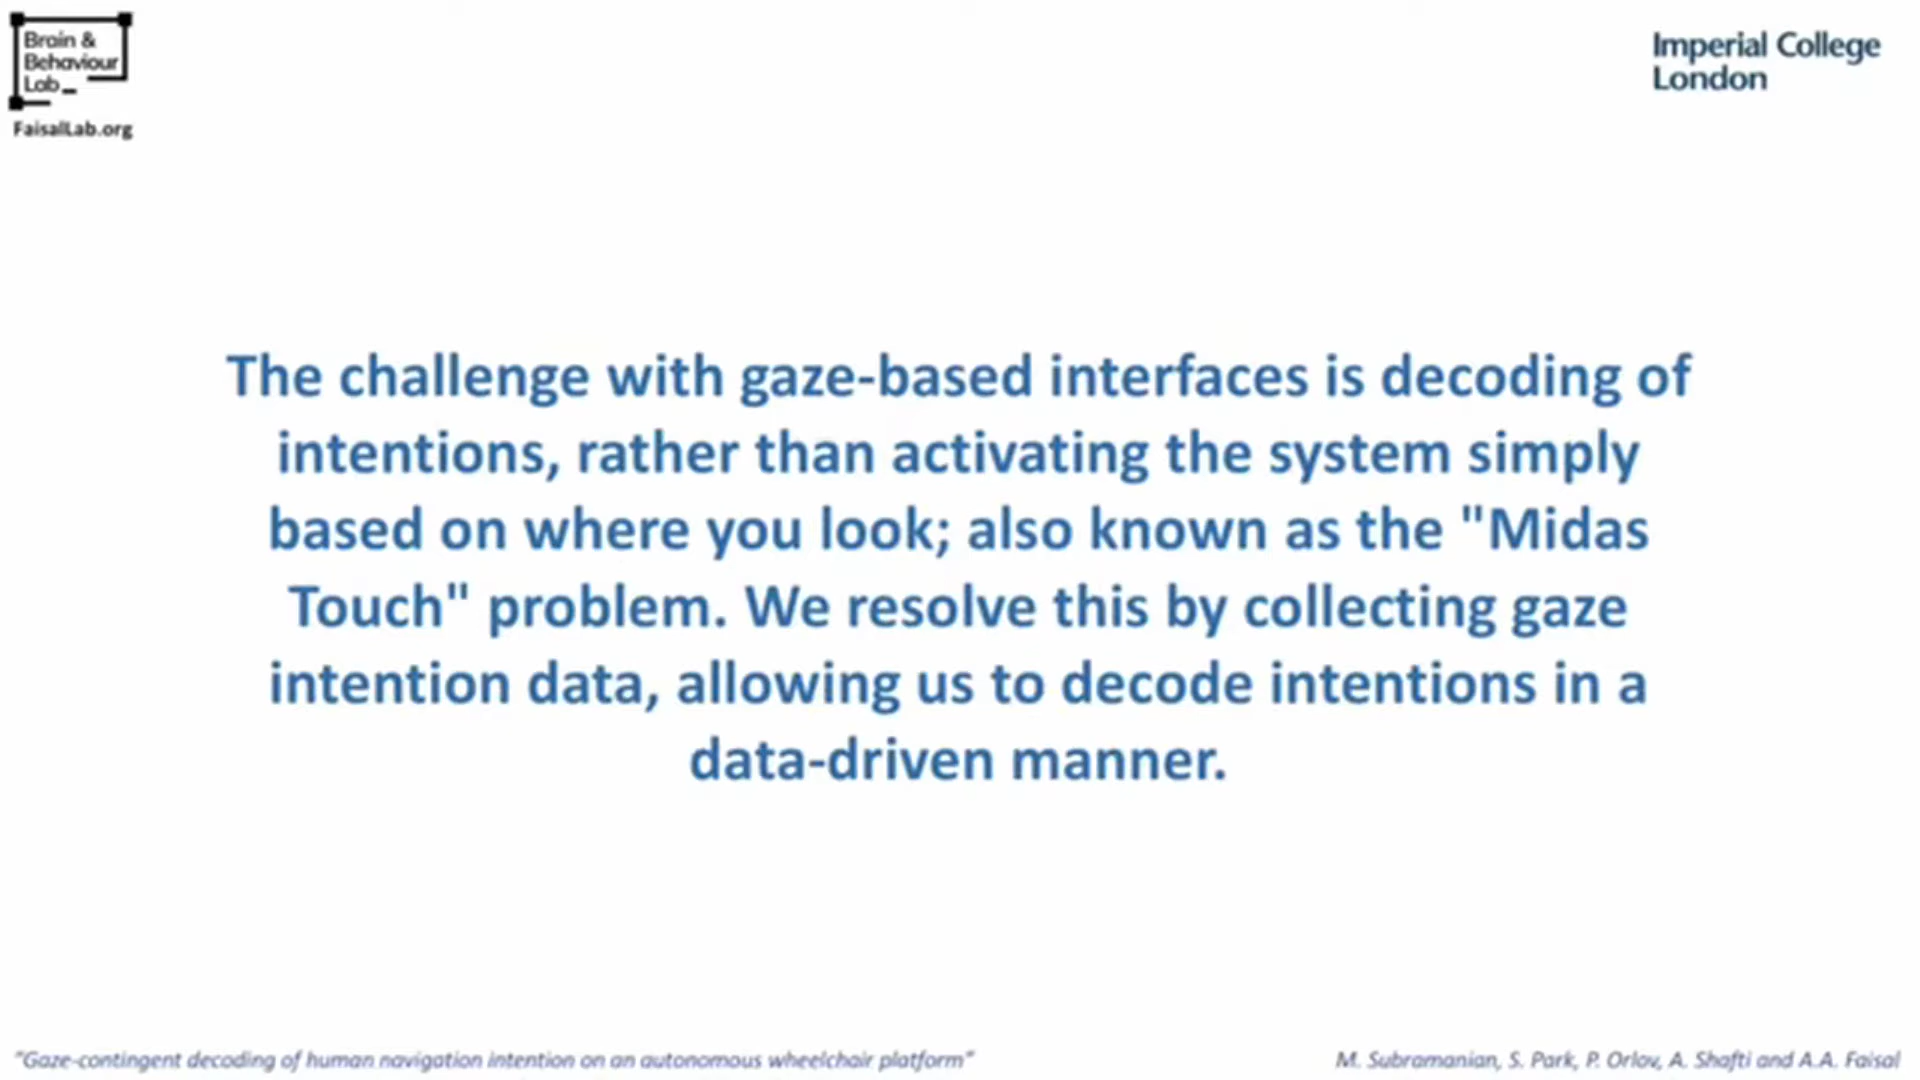 Brain &
Behaviour
Lab_
FaisalLab.org
Imperial College
London
The challenge with gaze-based interfaces is decoding of
intentions, rather than activating the system simply
based on where you look; also known as the "Midas
Touch" problem. We resolve this by collecting gaze
intention data, allowing us to decode intentions in a
data-driven manner.
"Gaze-contingent decoding of human navigation intention on an autonomous wheelchair platform"
M. Subramanian, S. Park, P. Orlov, A. Shafti and A.A. Faisal